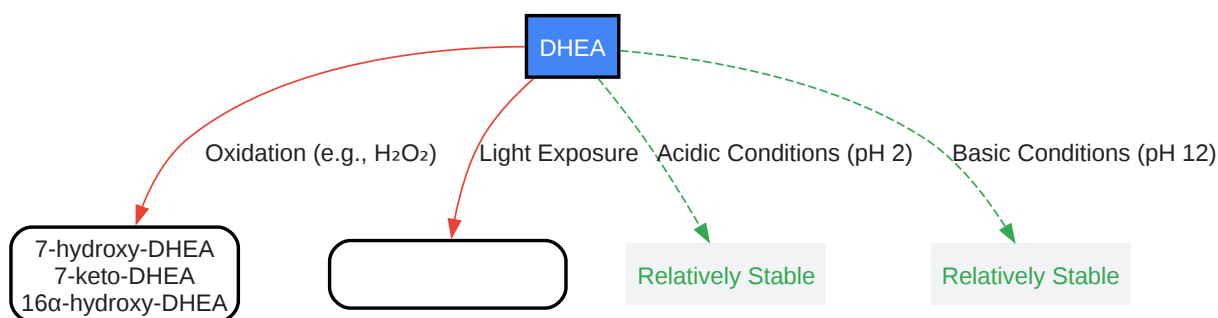 DHEA
Oxidation (e.g., H₂O₂)
Light Exposure
Acidic Conditions (pH 2)
Basic Conditions (pH 12)
7-hydroxy-DHEA
7-keto-DHEA
16α-hydroxy-DHEA
Relatively Stable
Relatively Stable